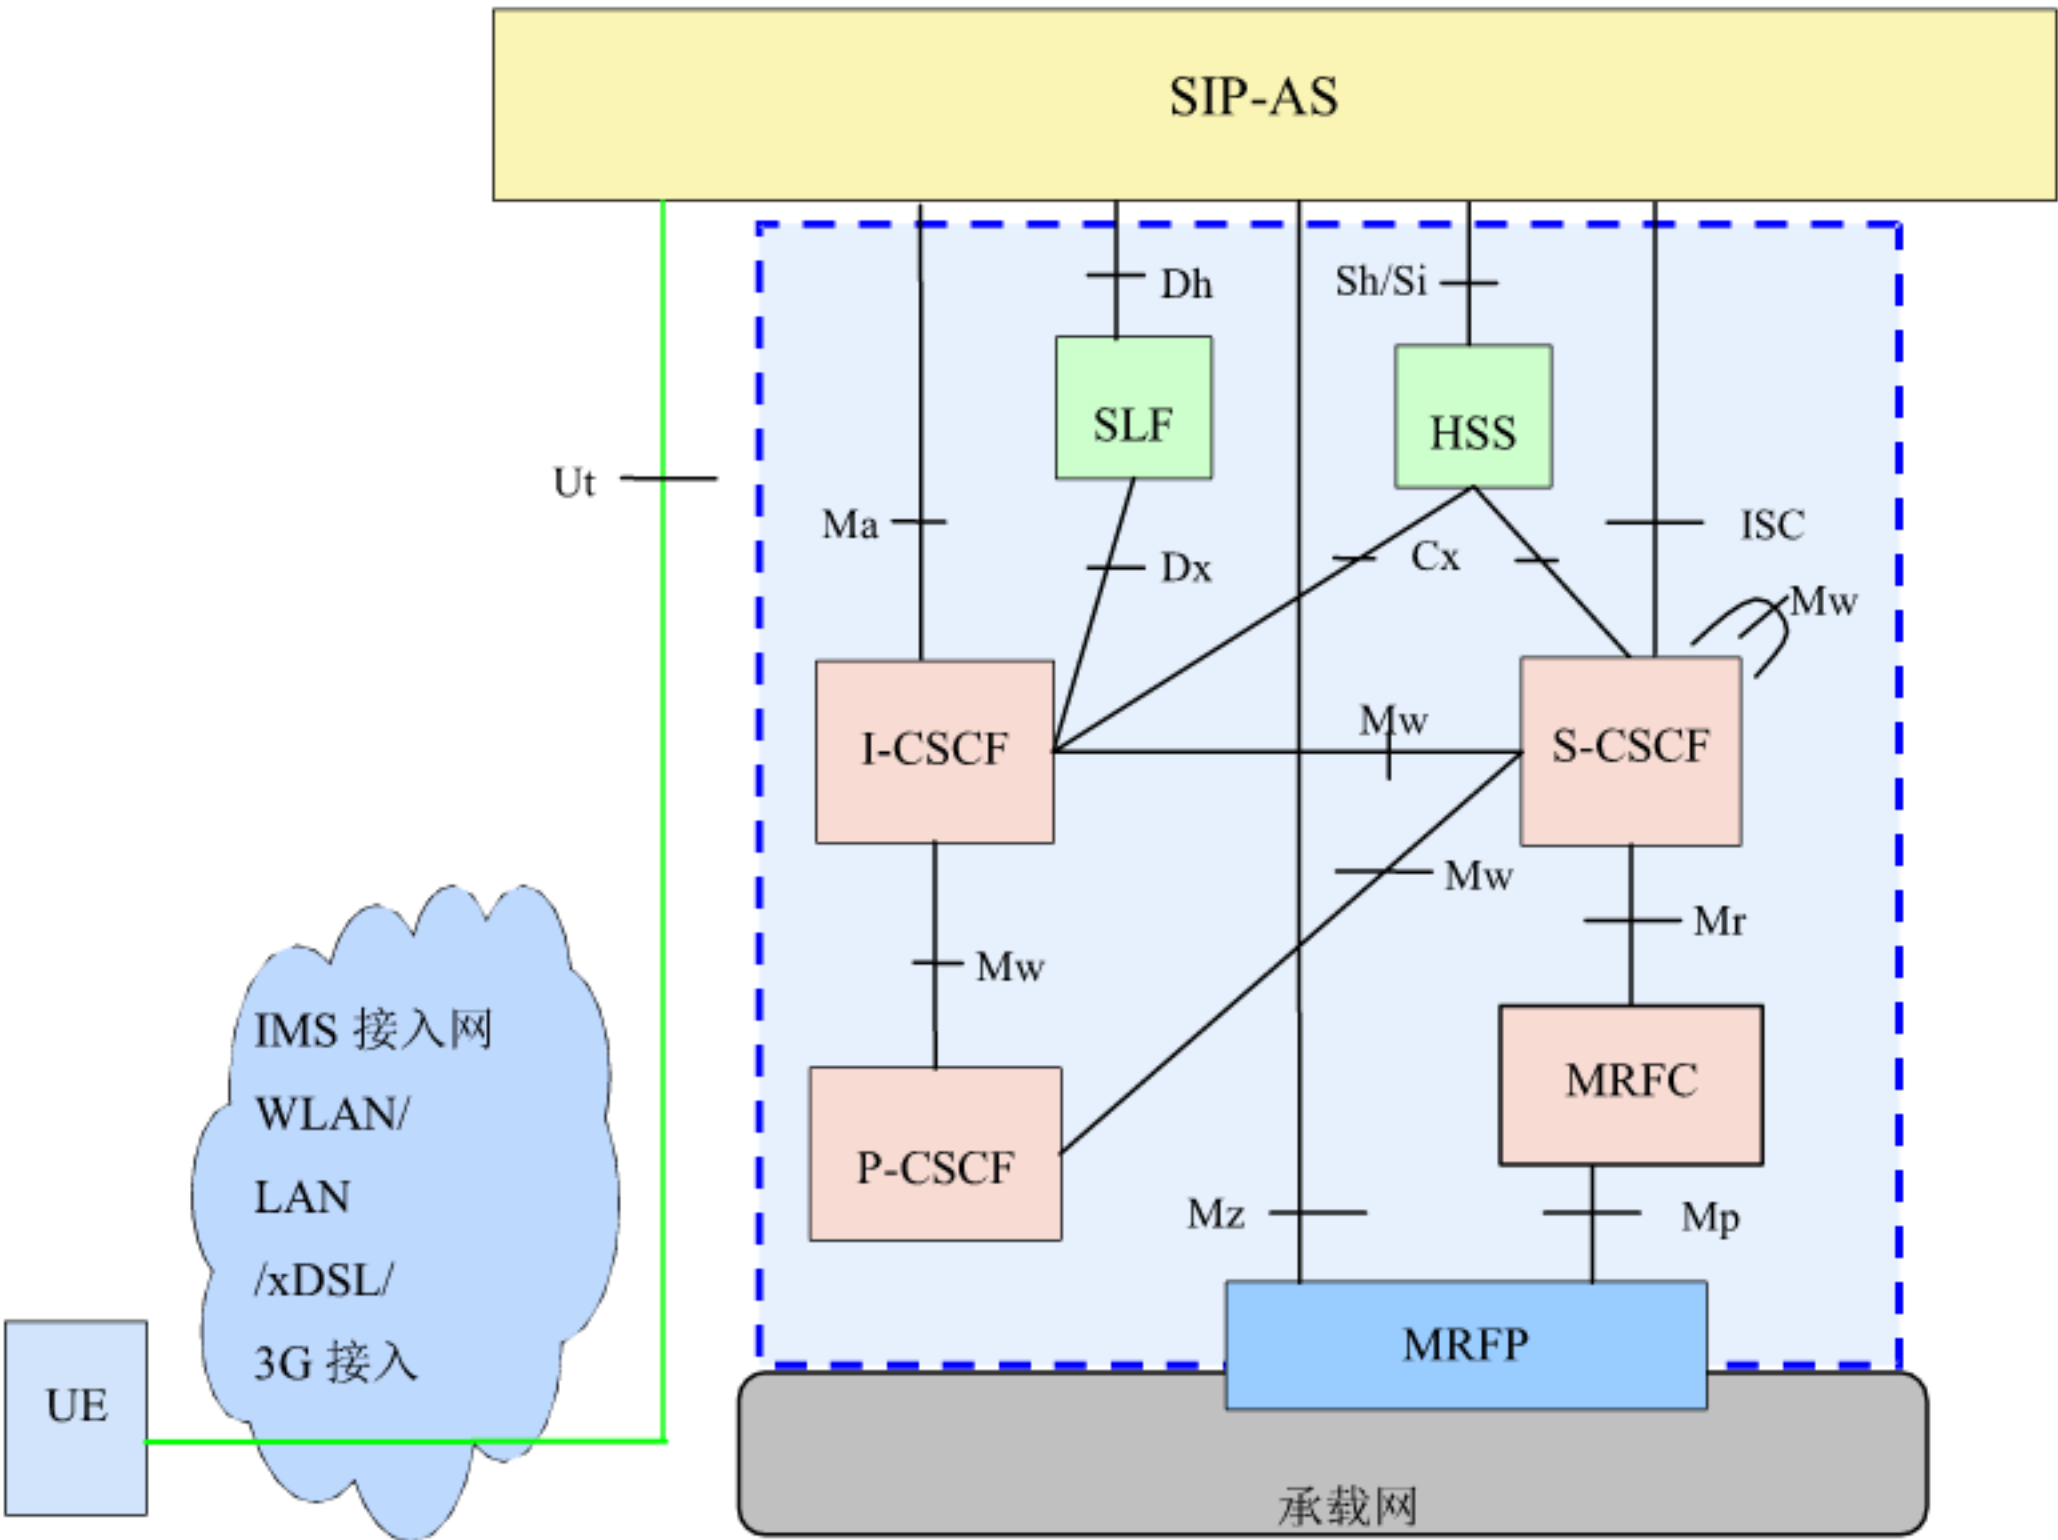 SIP-AS
Dh
Sh/Si
SLF
HSS
Ut
Ma
ISC
Dx
Cx
Mw
Mw
I-CSCF
S-CSCF
Mw
Mr
Mw
IMS 接入网
WLAN/
LAN
/xDSL/
3G 接入
MRFC
P-CSCF
Mz
Mp
MRFP
UE
承载网